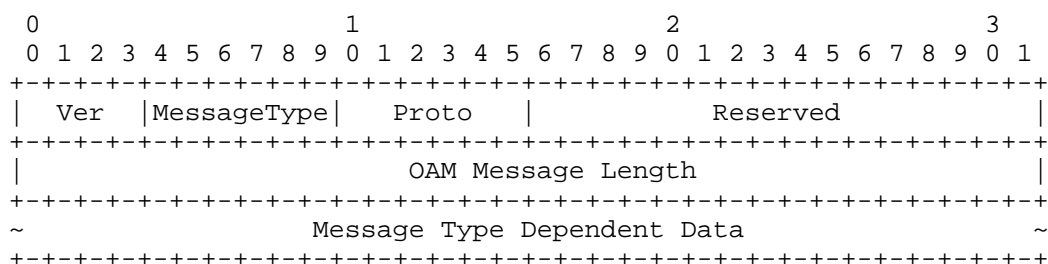 0                   1                   2                   3
 0 1 2 3 4 5 6 7 8 9 0 1 2 3 4 5 6 7 8 9 0 1 2 3 4 5 6 7 8 9 0 1
+-+-+-+-+-+-+-+-+-+-+-+-+-+-+-+-+-+-+-+-+-+-+-+-+-+-+-+-+-+-+-+-+
|  Ver  |MessageType|   Proto   |           Reserved            |
+-+-+-+-+-+-+-+-+-+-+-+-+-+-+-+-+-+-+-+-+-+-+-+-+-+-+-+-+-+-+-+-+
|                       OAM Message Length                      |
+-+-+-+-+-+-+-+-+-+-+-+-+-+-+-+-+-+-+-+-+-+-+-+-+-+-+-+-+-+-+-+-+
~                 Message Type Dependent Data                   ~
+-+-+-+-+-+-+-+-+-+-+-+-+-+-+-+-+-+-+-+-+-+-+-+-+-+-+-+-+-+-+-+-+